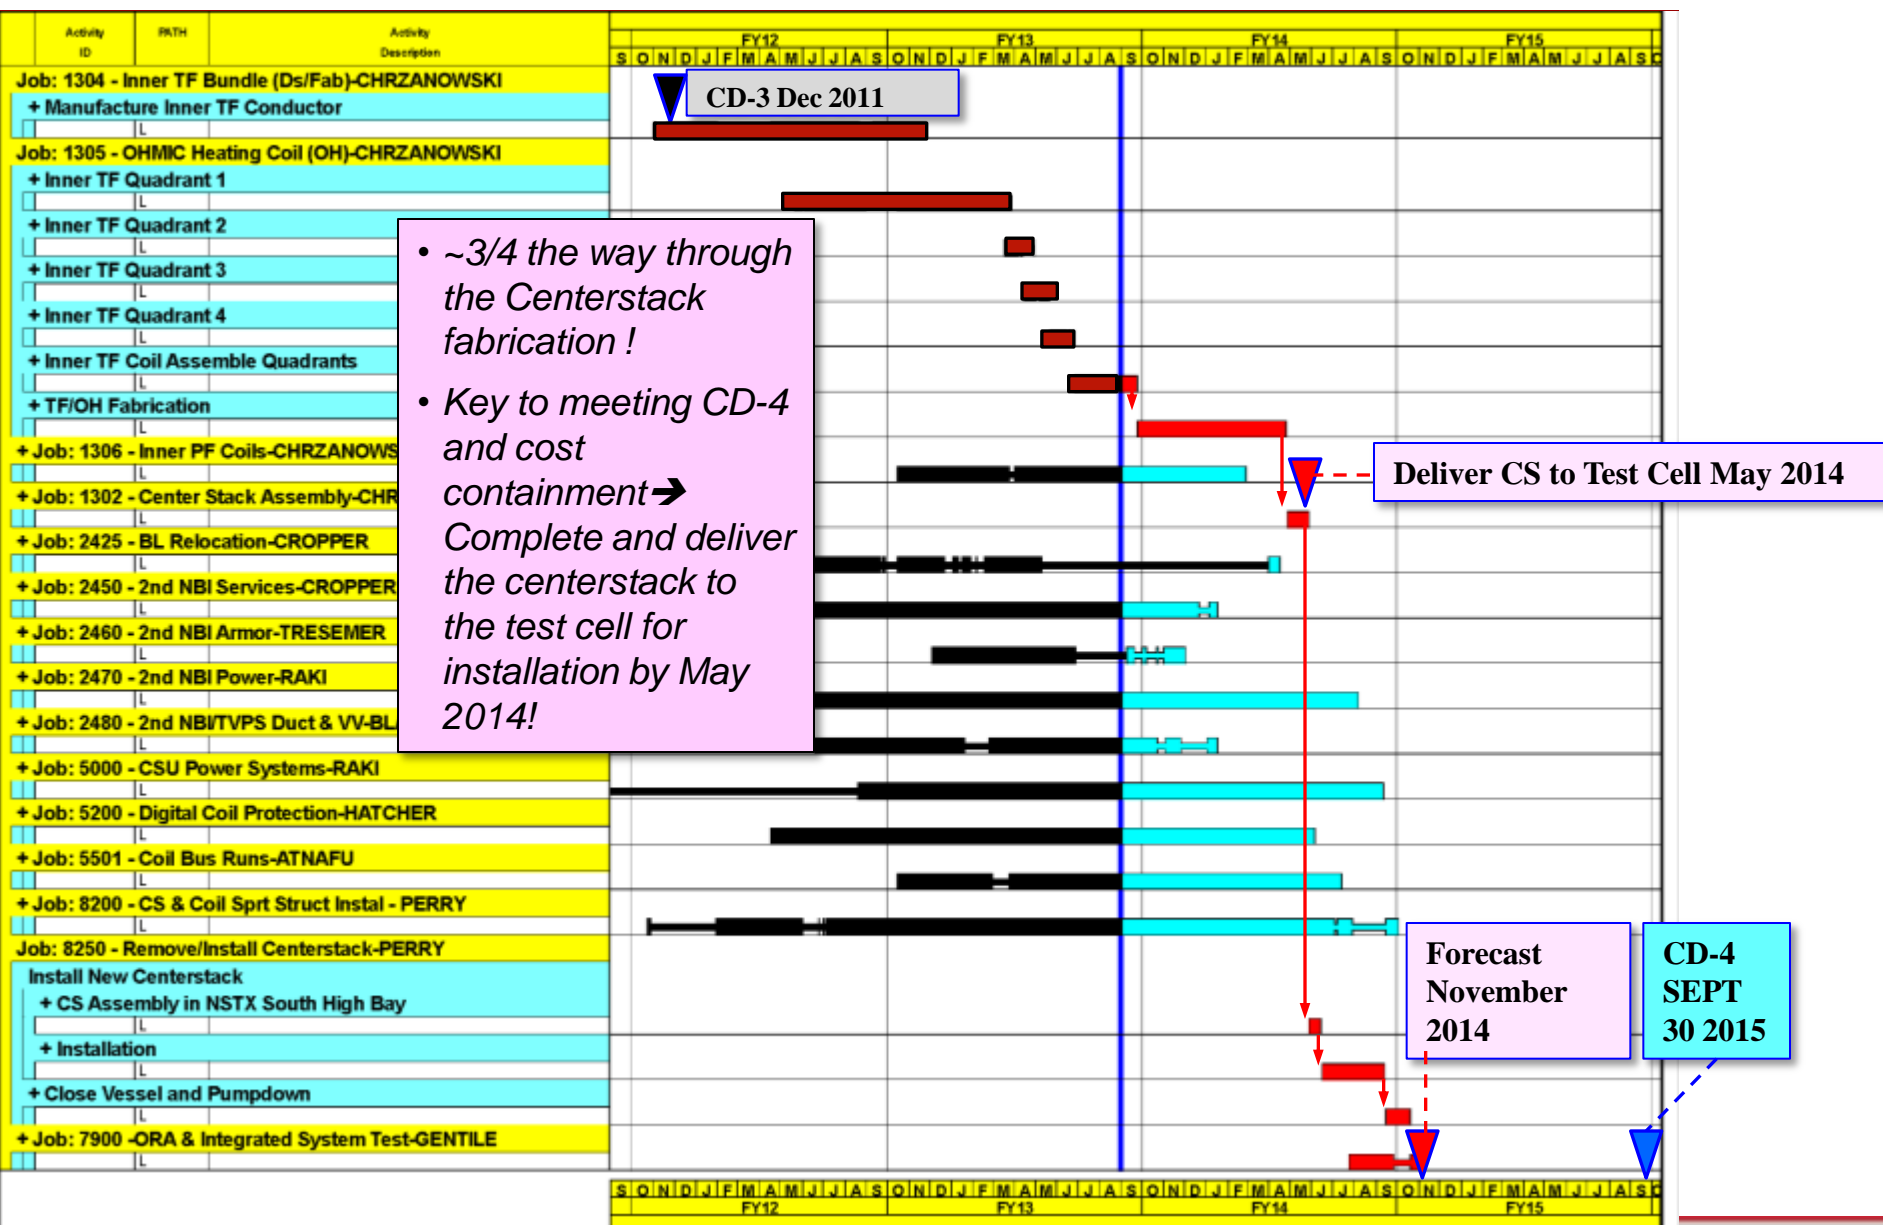 Activity ID
PATH
Activity Description
FY12 FY13 FY14 FY15
S O N D J F M A M J J A S O N D J F M A M J J A S O N D J F M A M J J A S O N D J F M A M J J A S O
Job: 1304 - Inner TF Bundle (Ds/Fab)-CHRZANOWSKI
CD-3 Dec 2011
+ Manufacture Inner TF Conductor
L
Job: 1305 - OHMIC Heating Coil (OH)-CHRZANOWSKI
+ Inner TF Quadrant 1
L
+ Inner TF Quadrant 2
L
+ Inner TF Quadrant 3
L
+ Inner TF Quadrant 4
L
+ Inner TF Coil Assemble Quadrants
L
+ TF/OH Fabrication
L
+ Job: 1306 - Inner PF Coils-CHRZANOWS
L
+ Job: 1302 - Center Stack Assembly-CHR
L
+ Job: 2425 - BL Relocation-CROPPER
L
+ Job: 2450 - 2nd NBI Services-CROPPER
L
+ Job: 2460 - 2nd NBI Armor-TRESEMER
L
+ Job: 2470 - 2nd NBI Power-RAKI
L
+ Job: 2480 - 2nd NBI/TVPS Duct & VV-BL
L
+ Job: 5000 - CSU Power Systems-RAKI
L
+ Job: 5200 - Digital Coil Protection-HATCHER
L
+ Job: 5501 - Coil Bus Runs-ATNAFU
L
+ Job: 8200 - CS & Coil Sprt Struct Instal - PERRY
L
Job: 8250 - Remove/Install Centerstack-PERRY
Install New Centerstack
+ CS Assembly in NSTX South High Bay
L
+ Installation
L
+ Close Vessel and Pumpdown
L
+ Job: 7900 -ORA & Integrated System Test-GENTILE
L
• ~3/4 the way through
the Centerstack
fabrication !
• Key to meeting CD-4
and cost
containment➔
Complete and deliver
the centerstack to
the test cell for
installation by May
2014!
Deliver CS to Test Cell May 2014
Forecast
November
2014
CD-4
SEPT
30 2015
S O N D J F M A M J J A S O N D J F M A M J J A S O N D J F M A M J J A S O N D J F M A M J J A S O
FY12 FY13 FY14 FY15